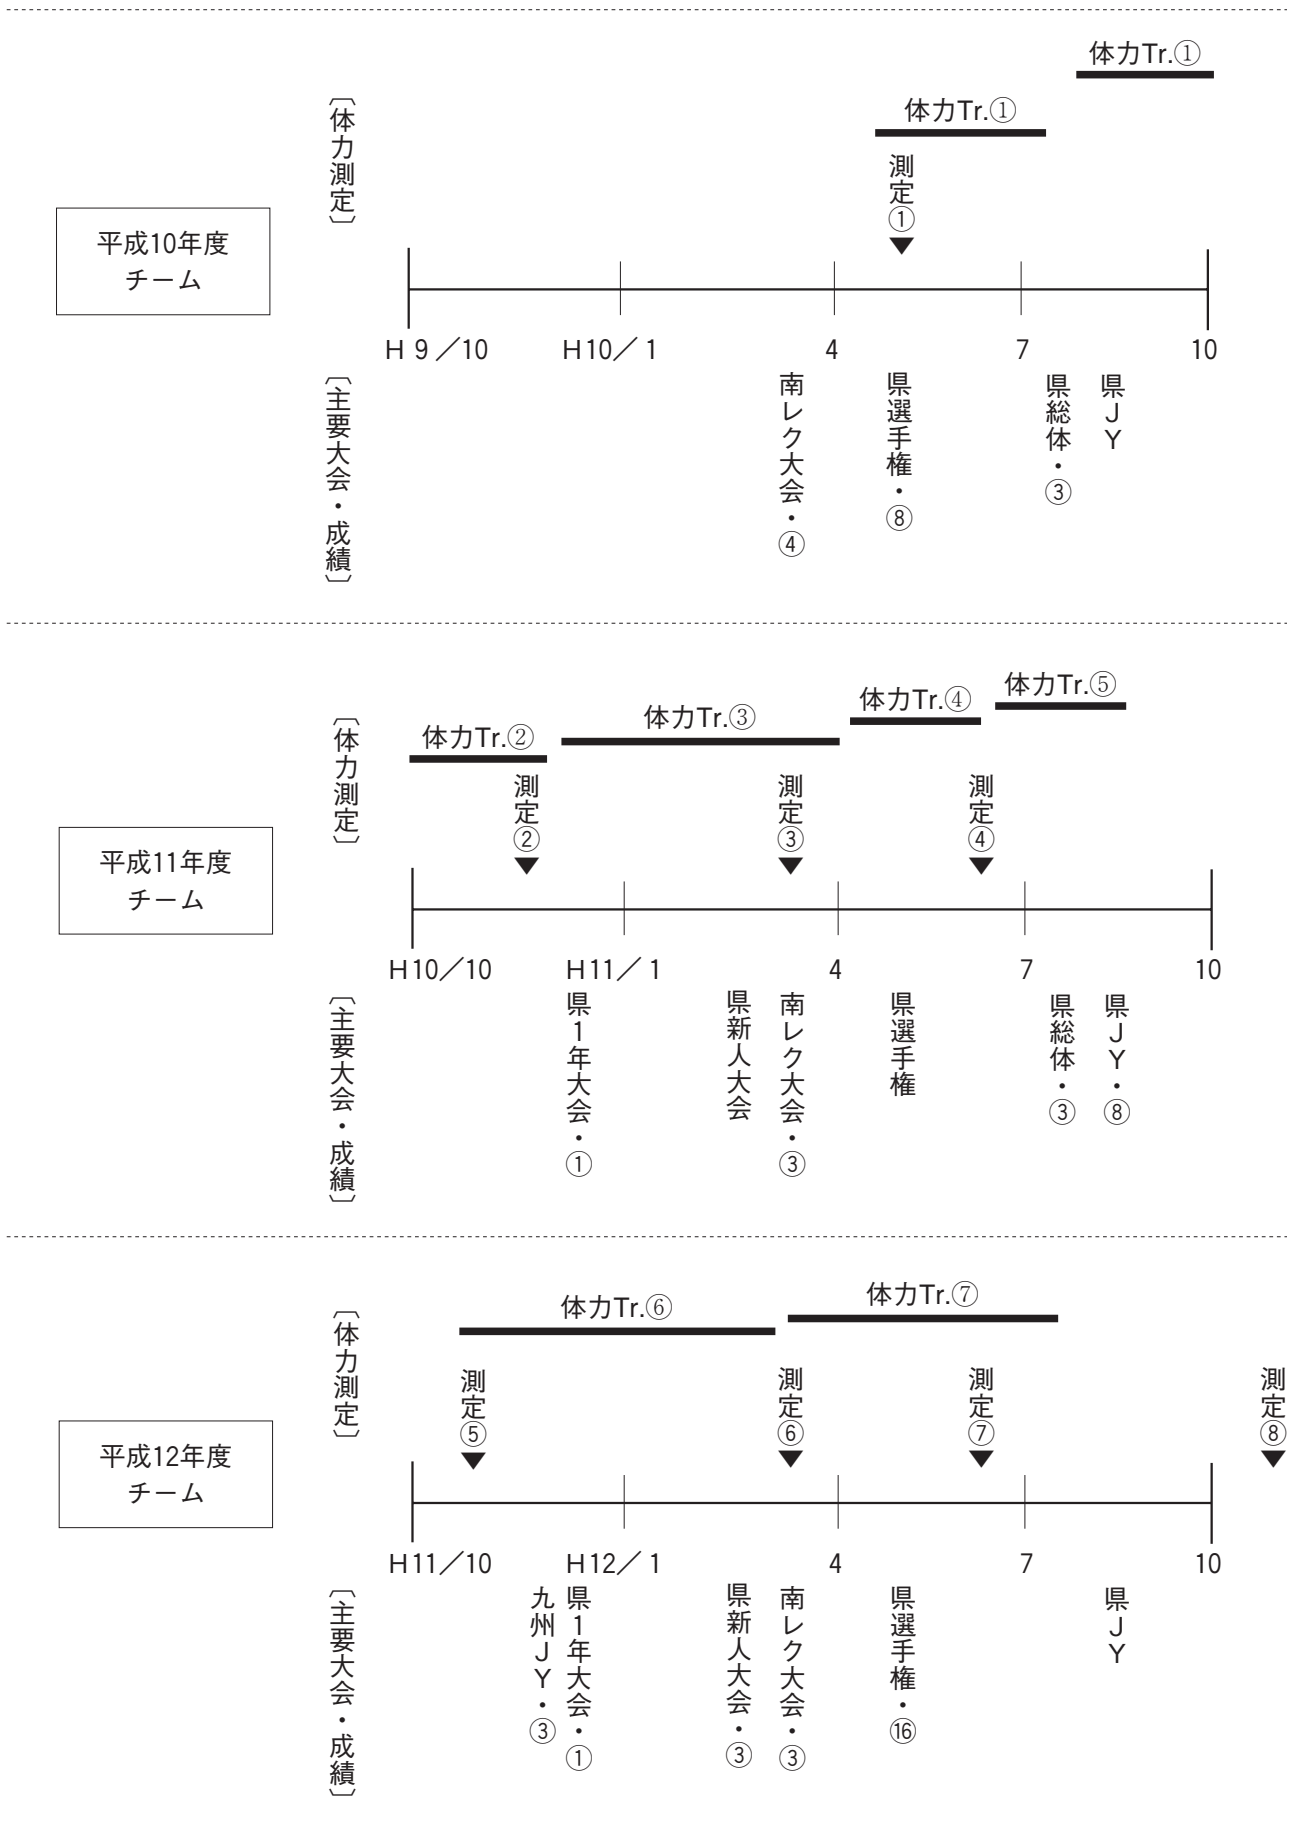 体力Tr.①
体力Tr.①
〔体力測定〕
測定①
平成10年度
チーム
H 9／10
H10／1
4
7
10
〔主要大会・成績〕
南レク大会・④
県選手権・⑧
県総体・③
県JY
体力Tr.②
体力Tr.③
体力Tr.④
体力Tr.⑤
〔体力測定〕
測定②
測定③
測定④
平成11年度
チーム
H10／10
H11／1
4
7
10
〔主要大会・成績〕
県1年大会・①
県新人大会
南レク大会・③
県選手権
県総体・③
県JY・⑧
体力Tr.⑥
体力Tr.⑦
〔体力測定〕
測定⑤
測定⑥
測定⑦
測定⑧
平成12年度
チーム
H11／10
H12／1
4
7
10
〔主要大会・成績〕
九州JY・③
県1年大会・①
県新人大会・③
南レク大会・③
県選手権・⑯
県JY